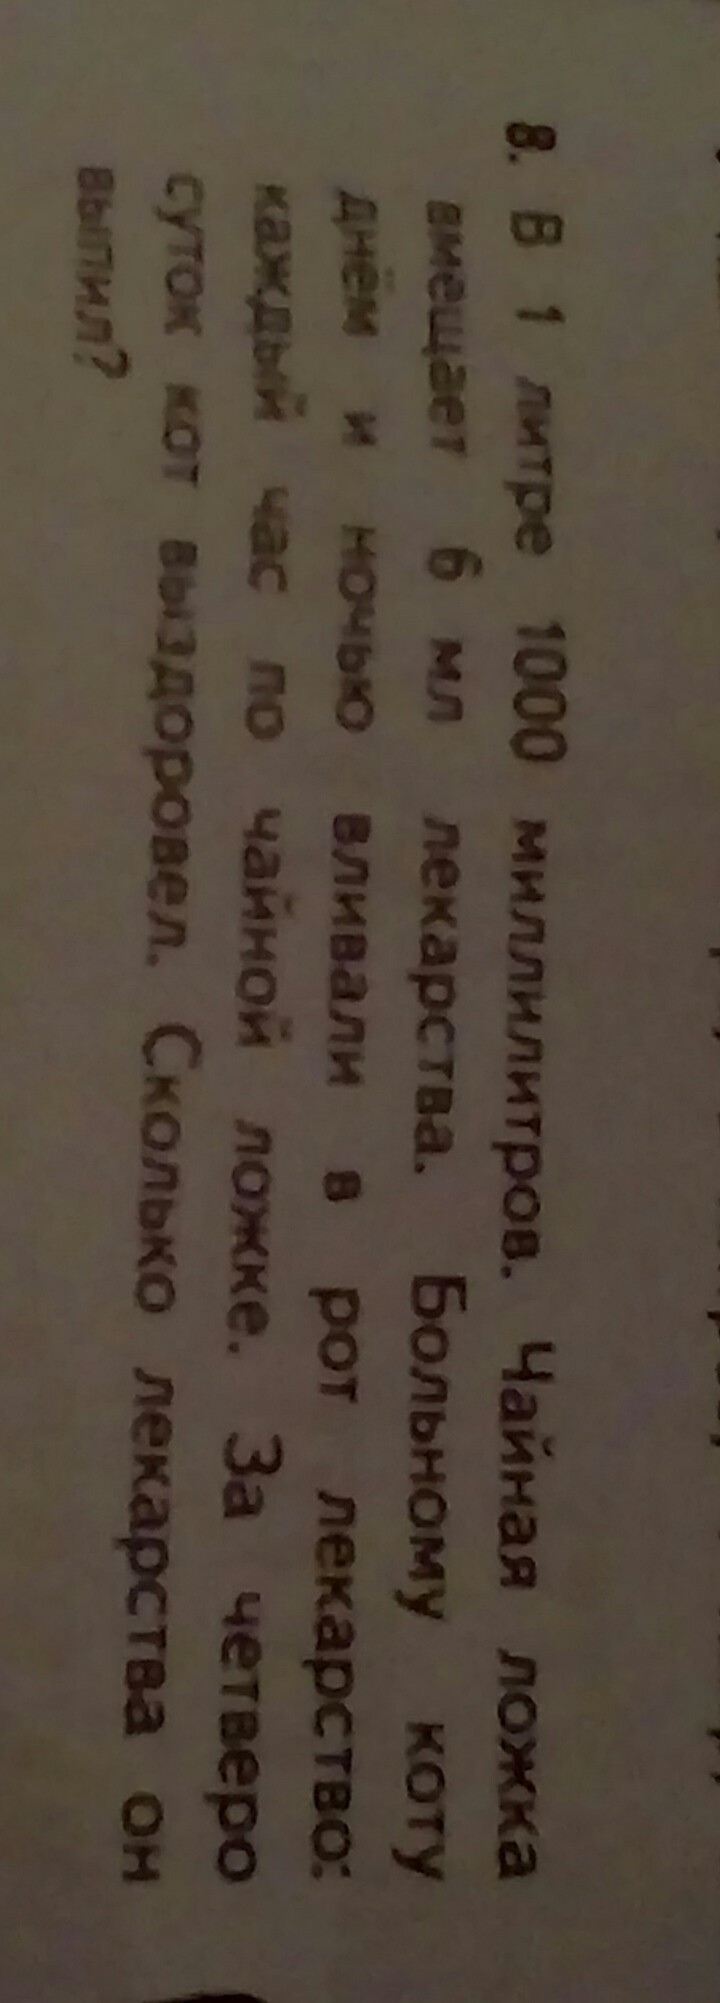 8. В 1 литре 1000 миллилитров. Чайная ложка
вмещает 6 мл лекарства. Больному коту
днём и ночью вливали в рот лекарство:
каждый час по чайной ложке. За четверо
суток кот выздоровел. Сколько лекарства он
выпил?